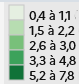 0,4 à 1,1
1,5 à 2,2
2,6 à 3,0
3,3 à 4,8
5,2 à 7,8